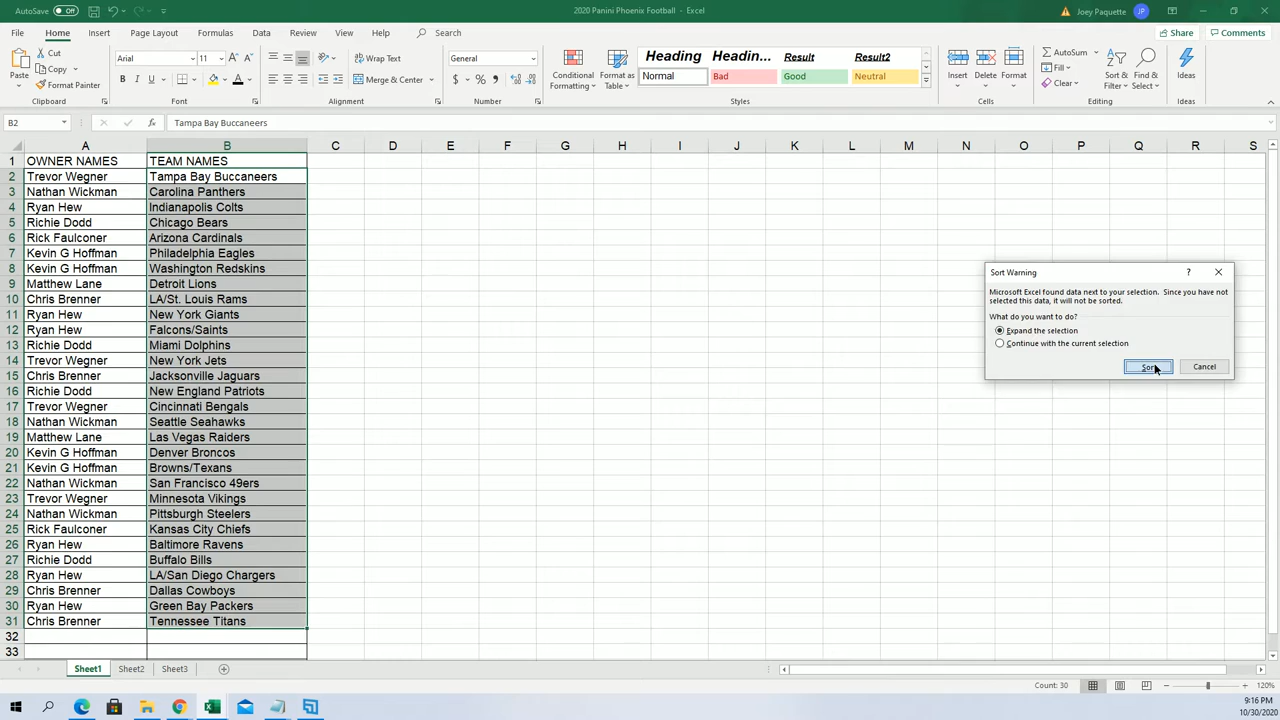 AutoSave Off 2020 Panini Phoenix Football - Excel Joey Paquette JP
File Home Insert Page Layout Formulas Data Review View Help Search Share Comments
Paste Cut Copy Format Painter Clipboard
Arial 11 B I U A Font
Wrap Text Merge & Center Alignment
General $ % Number
Conditional Formatting Format as Table Heading Headin... Result Result2 Normal Bad Good Neutral Styles
Insert Delete Format Cells
AutoSum Fill Clear Sort & Filter Find & Select Editing
Ideas Ideas
B2 fx Tampa Bay Buccaneers
A B C D E F G H I J K L M N O P Q R S
1 OWNER NAMES TEAM NAMES
2 Trevor Wegner Tampa Bay Buccaneers
3 Nathan Wickman Carolina Panthers
4 Ryan Hew Indianapolis Colts
5 Richie Dodd Chicago Bears
6 Rick Faulconer Arizona Cardinals
7 Kevin G Hoffman Philadelphia Eagles
8 Kevin G Hoffman Washington Redskins
9 Matthew Lane Detroit Lions
10 Chris Brenner LA/St. Louis Rams
11 Ryan Hew New York Giants
12 Ryan Hew Falcons/Saints
13 Richie Dodd Miami Dolphins
14 Trevor Wegner New York Jets
15 Chris Brenner Jacksonville Jaguars
16 Richie Dodd New England Patriots
17 Trevor Wegner Cincinnati Bengals
18 Nathan Wickman Seattle Seahawks
19 Matthew Lane Las Vegas Raiders
20 Kevin G Hoffman Denver Broncos
21 Kevin G Hoffman Browns/Texans
22 Nathan Wickman San Francisco 49ers
23 Trevor Wegner Minnesota Vikings
24 Nathan Wickman Pittsburgh Steelers
25 Rick Faulconer Kansas City Chiefs
26 Ryan Hew Baltimore Ravens
27 Richie Dodd Buffalo Bills
28 Ryan Hew LA/San Diego Chargers
29 Chris Brenner Dallas Cowboys
30 Ryan Hew Green Bay Packers
31 Chris Brenner Tennessee Titans
32
33
Sort Warning ?
Microsoft Excel found data next to your selection. Since you have not
selected this data, it will not be sorted.
What do you want to do?
Expand the selection
Continue with the current selection
Sort Cancel
Sheet1 Sheet2 Sheet3
Count: 30 120%
9:16 PM
10/30/2020